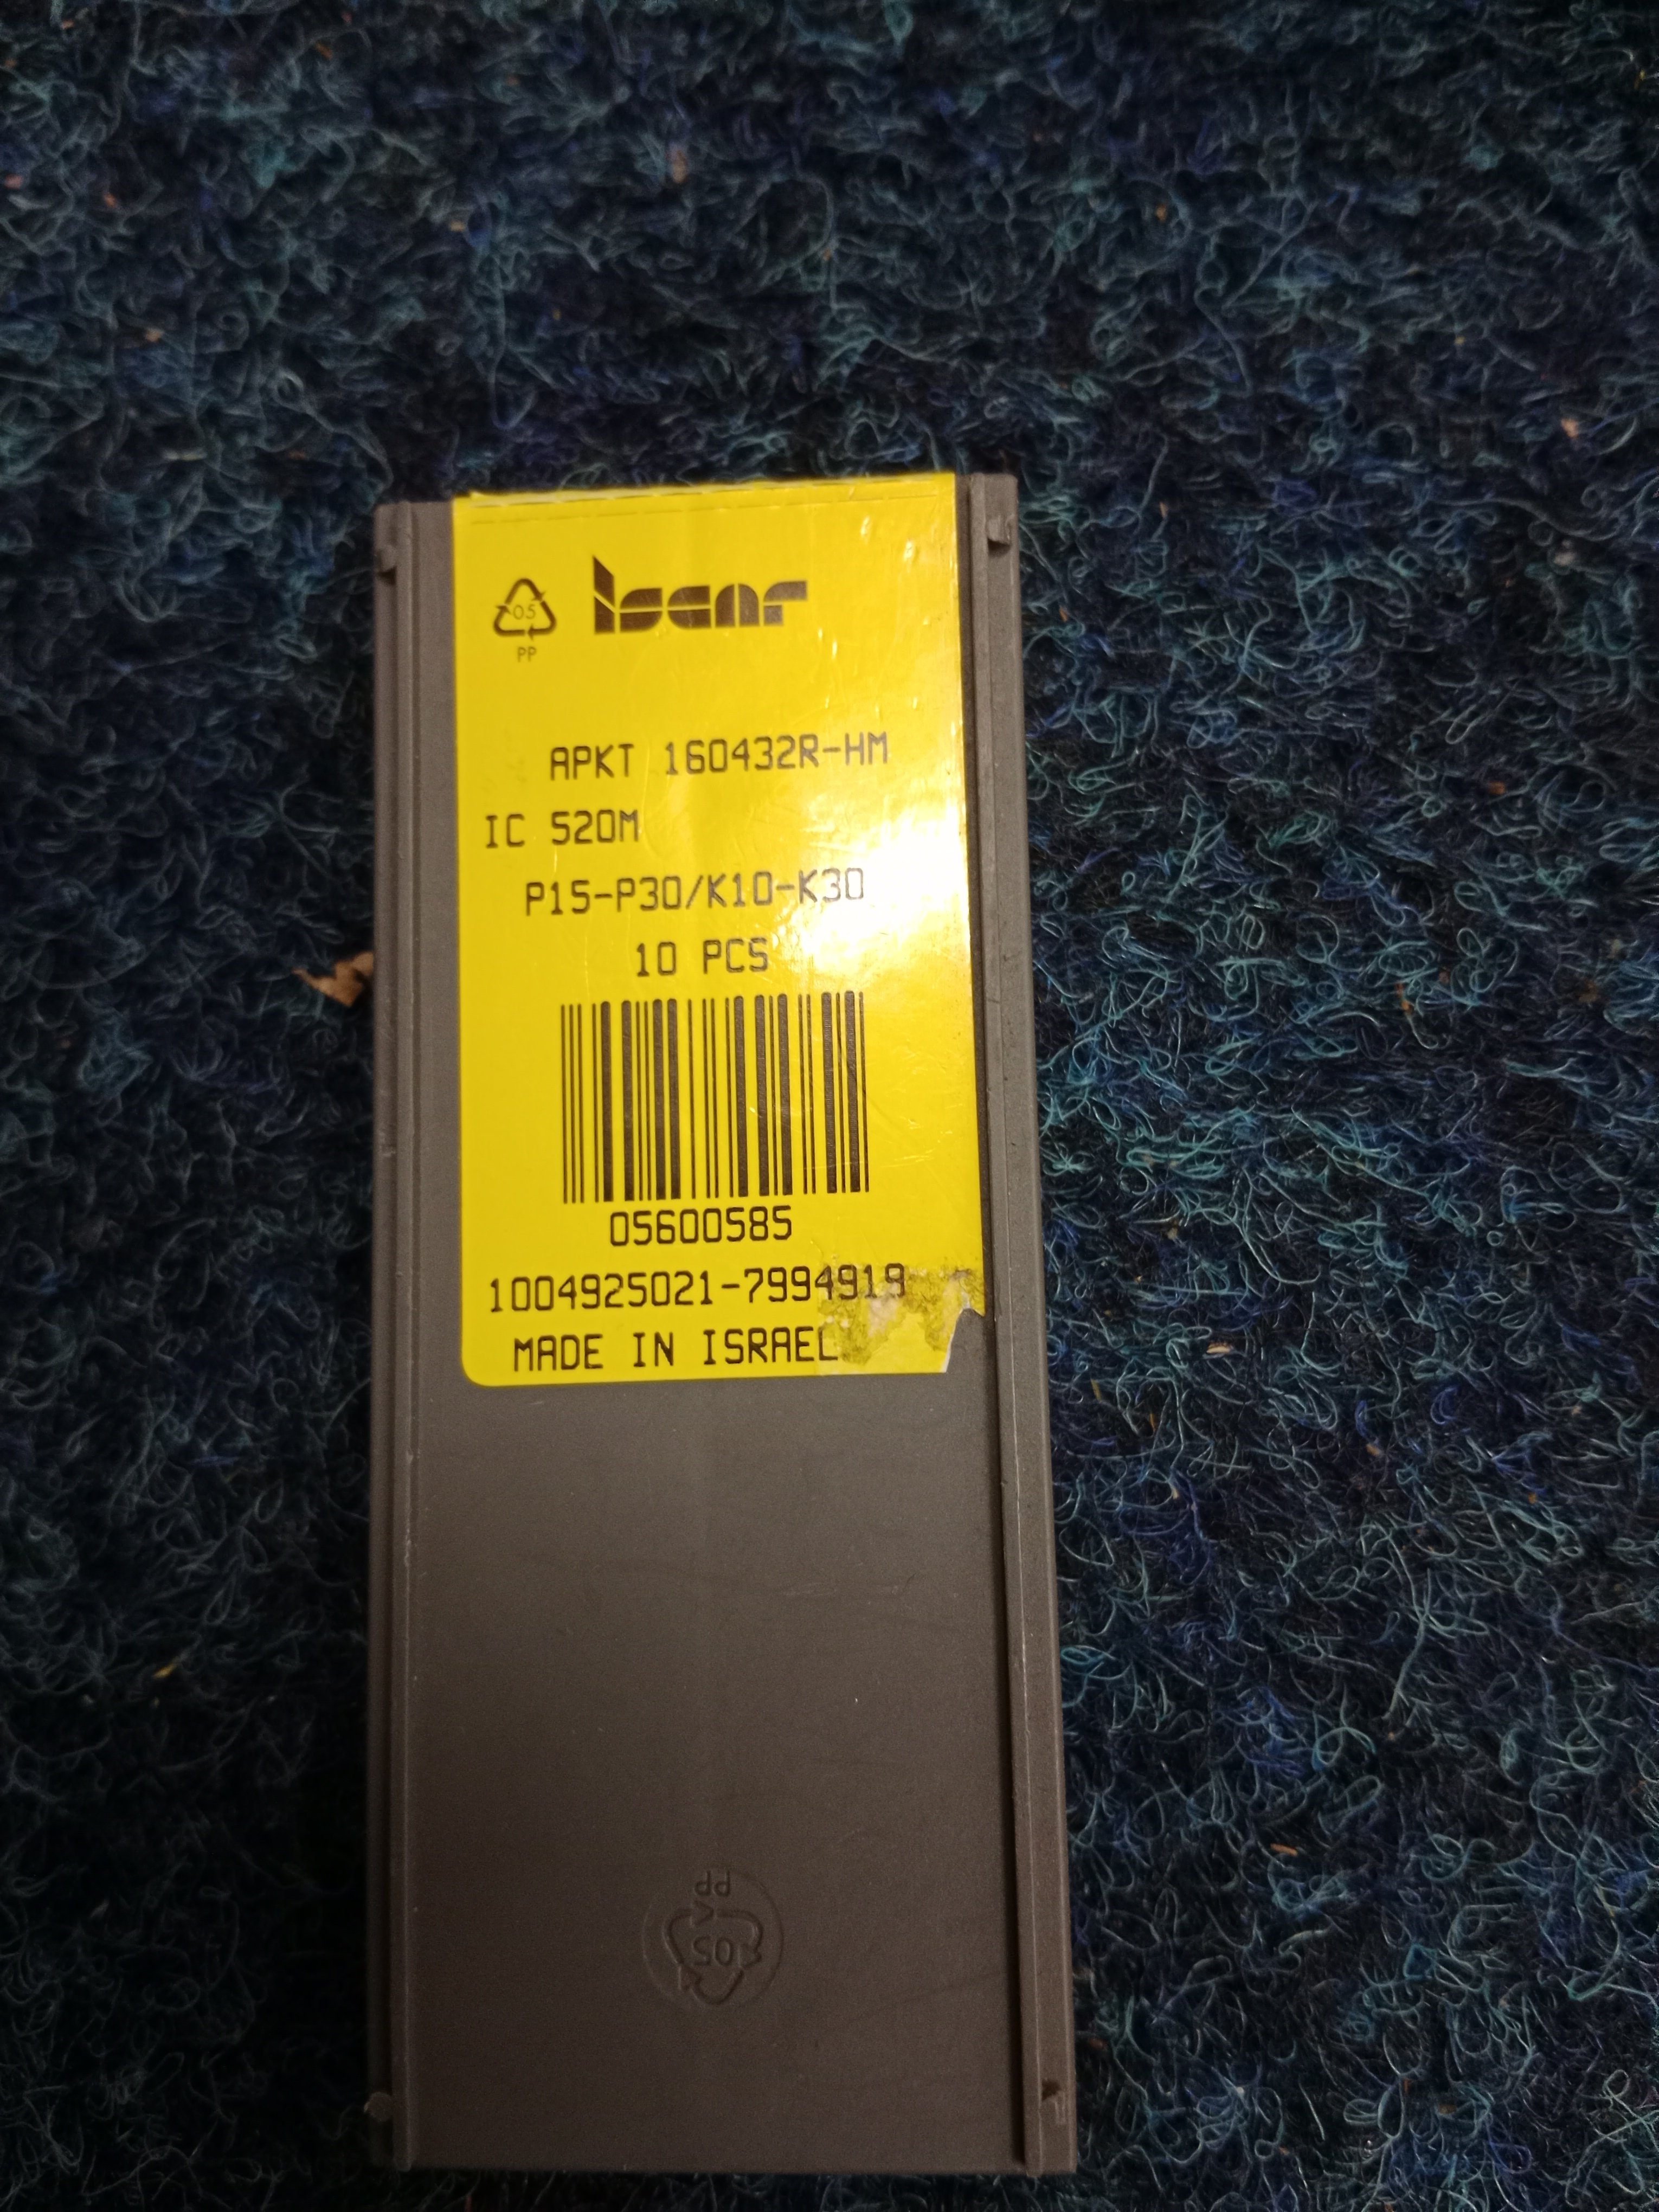 05
PP
iscar
APKT 160432R-HM
IC 520M
P15-P30/K10-K30
10 PCS
05600585
1004925021-7994919
MADE IN ISRAEL
PP
05